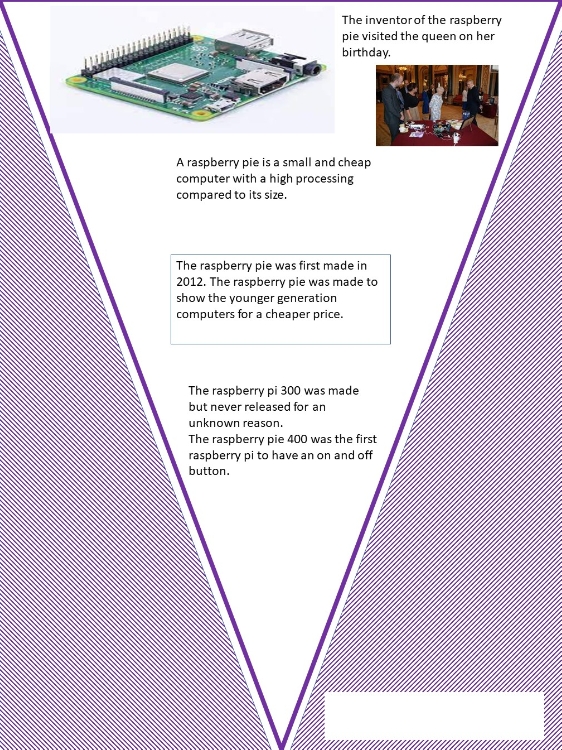 The inventor of the raspberry
pie visited the queen on her
birthday.
A raspberry pie is a small and cheap
computer with a high processing
compared to its size.
The raspberry pie was first made in
2012. The raspberry pie was made to
show the younger generation
computers for a cheaper price.
The raspberry pi 300 was made
but never released for an
unknown reason.
The raspberry pie 400 was the first
raspberry pi to have an on and off
button.